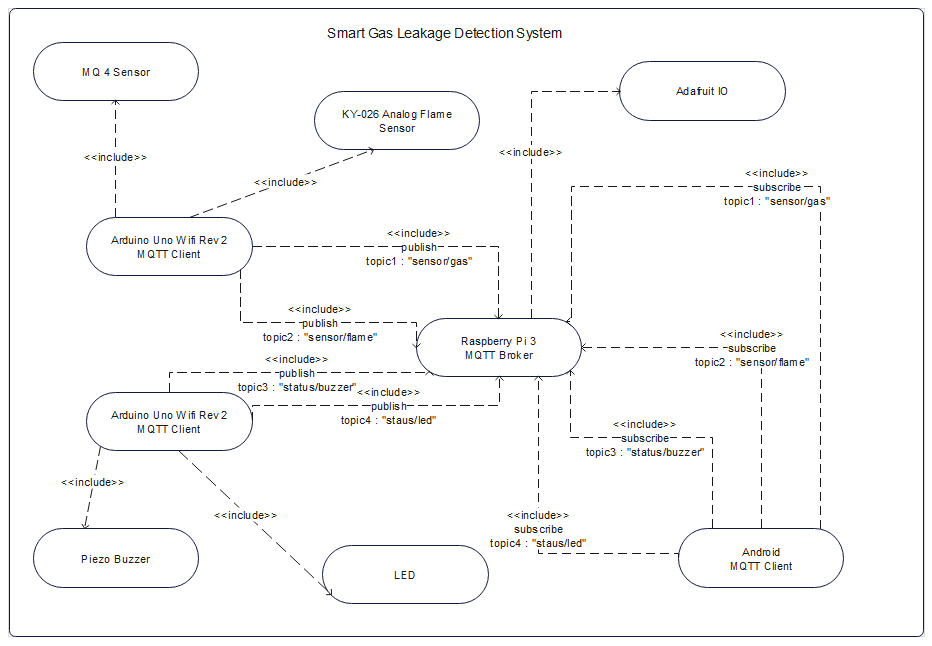 Smart Gas Leakage Detection System
MQ 4 Sensor
Adafruit IO
KY-026 Analog Flame
Sensor
<<include>>
<<include>>
<<include>>
<<include>>
subscribe
topic1 : "sensor/gas"
Arduino Uno Wifi Rev 2
MQTT Client
<<include>>
publish
topic1 : "sensor/gas"
<<include>>
publish
topic2 : "sensor/flame"
Raspberry Pi 3
MQTT Broker
<<include>>
subscribe
topic2 : "sensor/flame"
<<include>>
publish
topic3 : "status/buzzer"
<<include>>
publish
topic4 : "staus/led"
Arduino Uno Wifi Rev 2
MQTT Client
<<include>>
subscribe
topic3 : "status/buzzer"
<<include>>
<<include>>
<<include>>
subscribe
topic4 : "staus/led"
Piezo Buzzer
LED
Android
MQTT Client